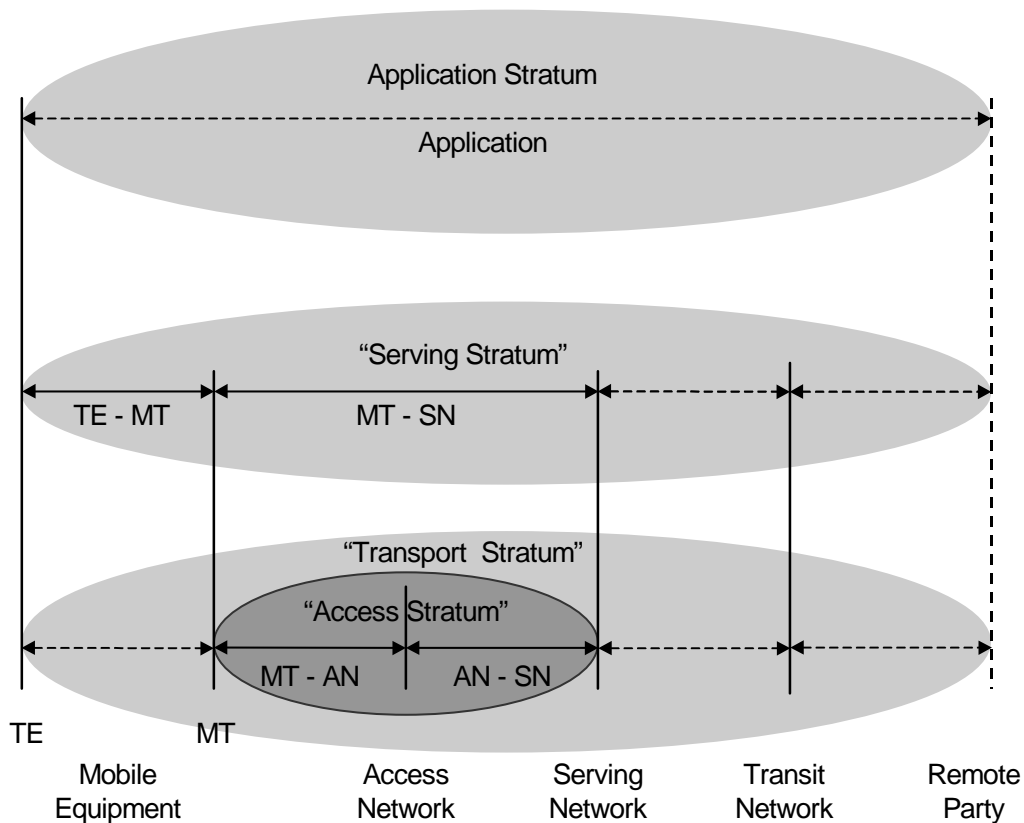 Application Stratum
Application
“Serving Stratum”
TE - MT
MT - SN
“Transport Stratum”
“Access Stratum”
MT - AN
AN - SN
TE
MT
Mobile
Equipment
Access
Network
Serving
Network
Transit
Network
Remote
Party